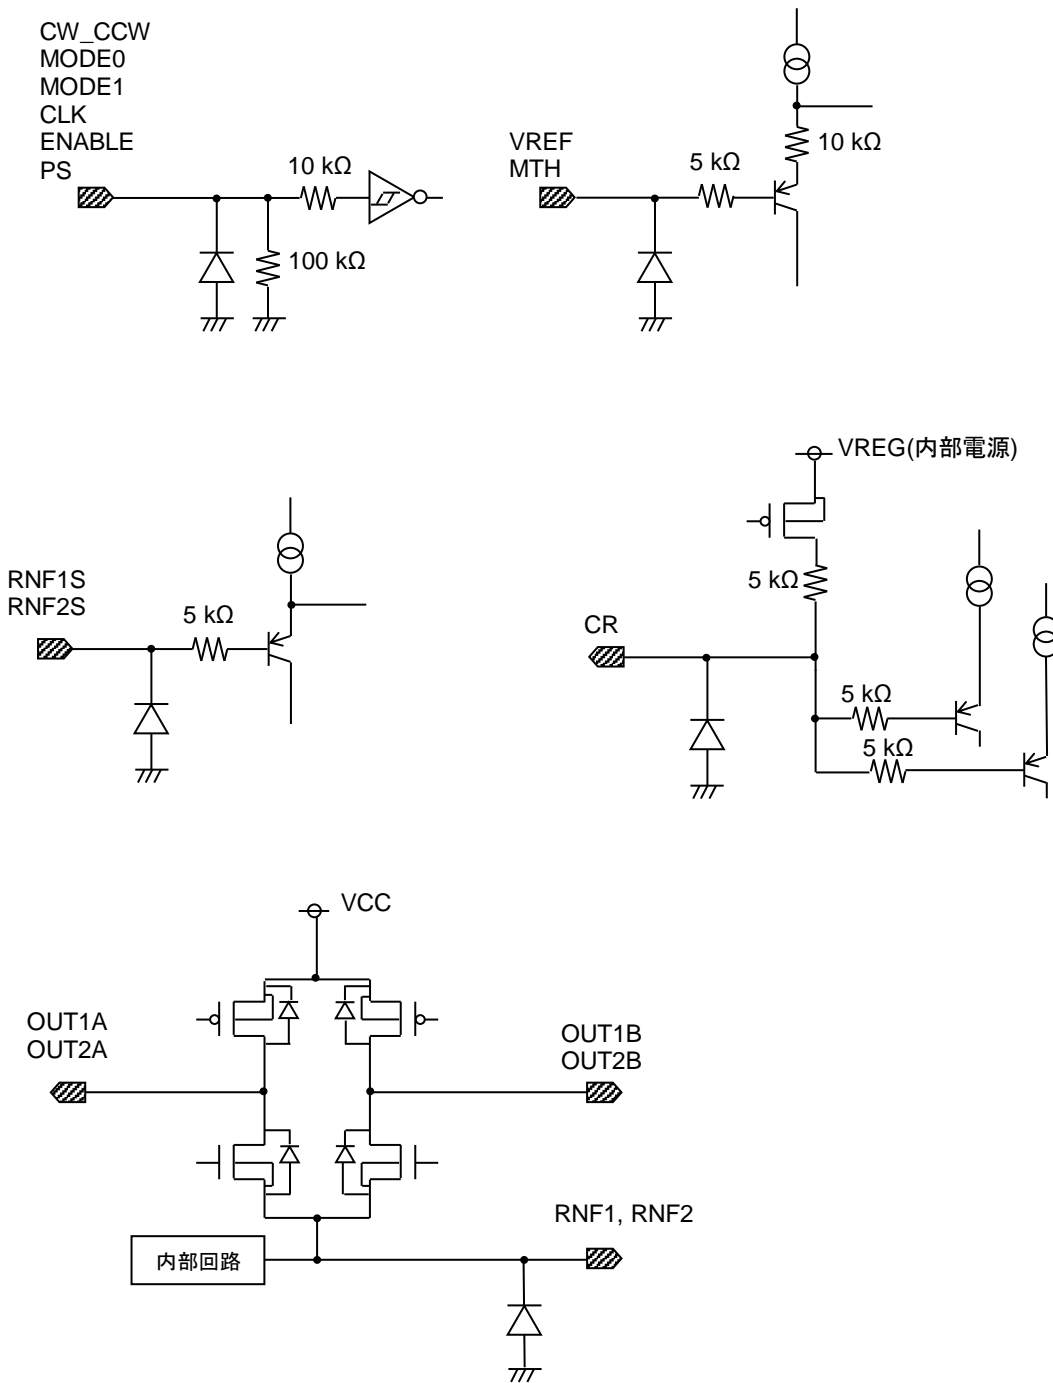 CW_CCW
MODE0
MODE1
CLK
ENABLE
PS
10 kΩ
100 kΩ
VREF
MTH
5 kΩ
10 kΩ
RNF1S
RNF2S
5 kΩ
VREG(内部電源)
5 kΩ
CR
5 kΩ
5 kΩ
VCC
OUT1A
OUT2A
OUT1B
OUT2B
RNF1, RNF2
内部回路